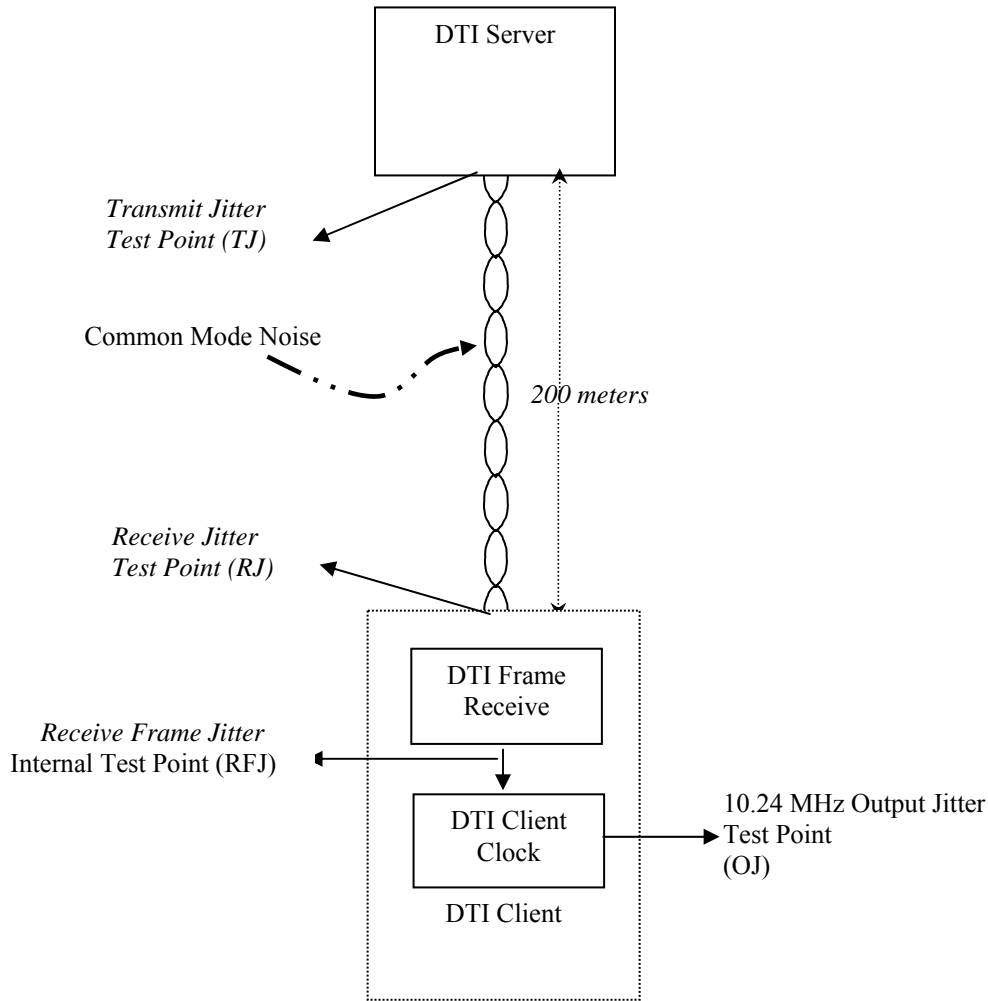 DTI Server
Transmit Jitter
Test Point (TJ)
Common Mode Noise
200 meters
Receive Jitter
Test Point (RJ)
DTI Frame
Receive
Receive Frame Jitter
Internal Test Point (RFJ)
DTI Client
Clock
10.24 MHz Output Jitter
Test Point
(OJ)
DTI Client